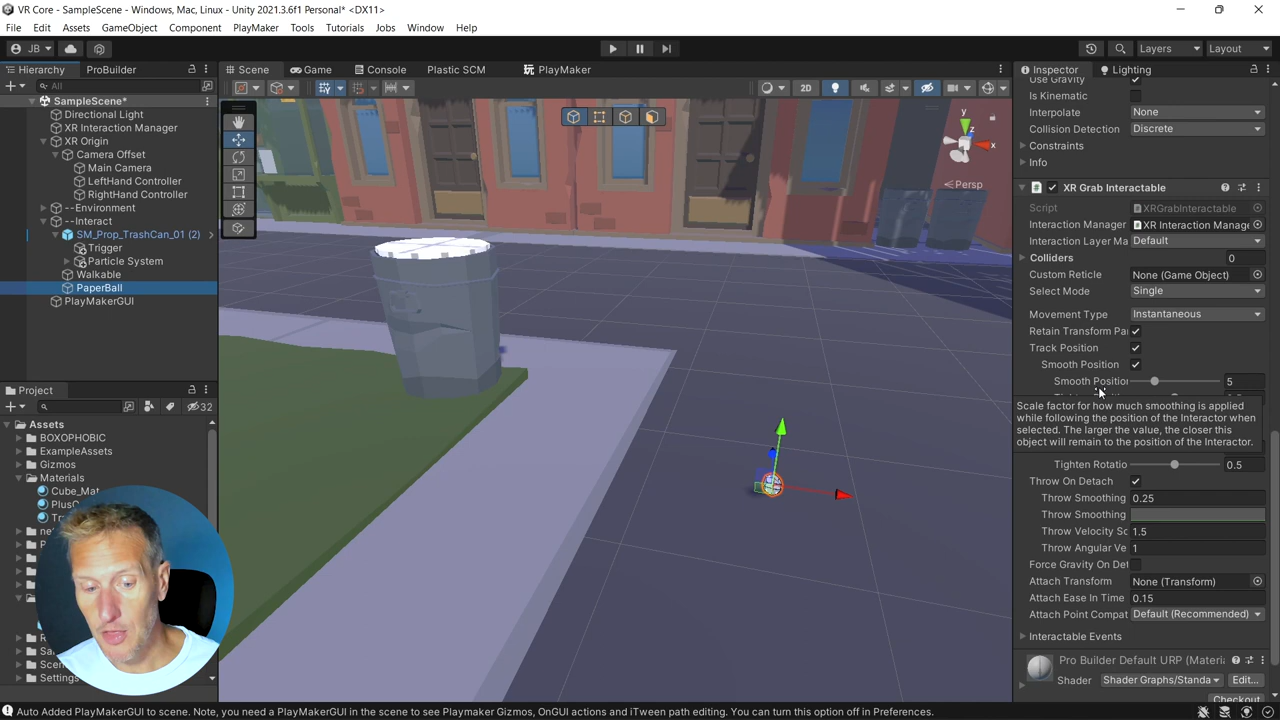 VR Core - SampleScene - Windows, Mac, Linux - Unity 2021.3.6f1 Personal* <DX11>
File Edit Assets GameObject Component PlayMaker Tools Tutorials Jobs Window Help
JB
Layers Layout
Hierarchy ProBuilder
Scene Game Console Plastic SCM PlayMaker
Inspector Lighting
All
2D
SampleScene*
Directional Light
XR Interaction Manager
XR Origin
Camera Offset
Main Camera
LeftHand Controller
RightHand Controller
--Environment
--Interact
SM_Prop_TrashCan_01 (2)
Trigger
Particle System
Walkable
PaperBall
PlayMakerGUI
y
z
x
Persp
Use Gravity
Is Kinematic
Interpolate None
Collision Detection Discrete
Constraints
Info
XR Grab Interactable
Script XRGrabInteractable
Interaction Manager XR Interaction Manage
Interaction Layer Ma Default
Colliders 0
Custom Reticle None (Game Object)
Select Mode Single
Movement Type Instantaneous
Retain Transform Pa
Track Position
Smooth Position
Smooth Position 5
Scale factor for how much smoothing is applied
while following the position of the Interactor when
selected. The larger the value, the closer this
object will remain to the position of the Interactor.
Tighten Rotatio 0.5
Throw On Detach
Throw Smoothing 0.25
Throw Smoothing
Throw Velocity Sc 1.5
Throw Angular Ve 1
Force Gravity On Det
Attach Transform None (Transform)
Attach Ease In Time 0.15
Attach Point Compat Default (Recommended)
Interactable Events
Pro Builder Default URP (Materi
Shader Shader Graphs/Standa Edit...
Checkout
Project
32
Assets
BOXOPHOBIC
ExampleAssets
Gizmos
Materials
Cube_Mat
Settings
Auto Added PlayMakerGUI to scene. Note, you need a PlayMakerGUI in the scene to see Playmaker Gizmos, OnGUI actions and iTween path editing. You can turn this option off in Preferences.